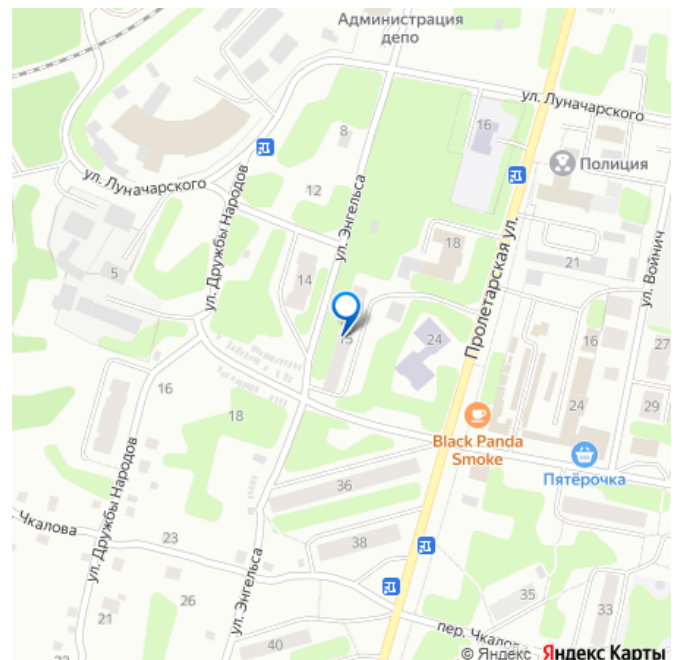 Администрация
депо
ул. Луначарского
8
16
Полиция
ул. Луначарского
12
ул. Дружбы Народов
ул. Энгельса
18
Пролетарская ул.
21
ул. Войнич
5
14
15
24
16
27
16
18
24
29
Black Panda
Smoke
Пятёрочка
36
ул. Дружбы Народов
. Чкалова
23
38
ул. Энгельса
26
21
35
33
40
пер. Чкалов
© Яндекс Яндекс Карты